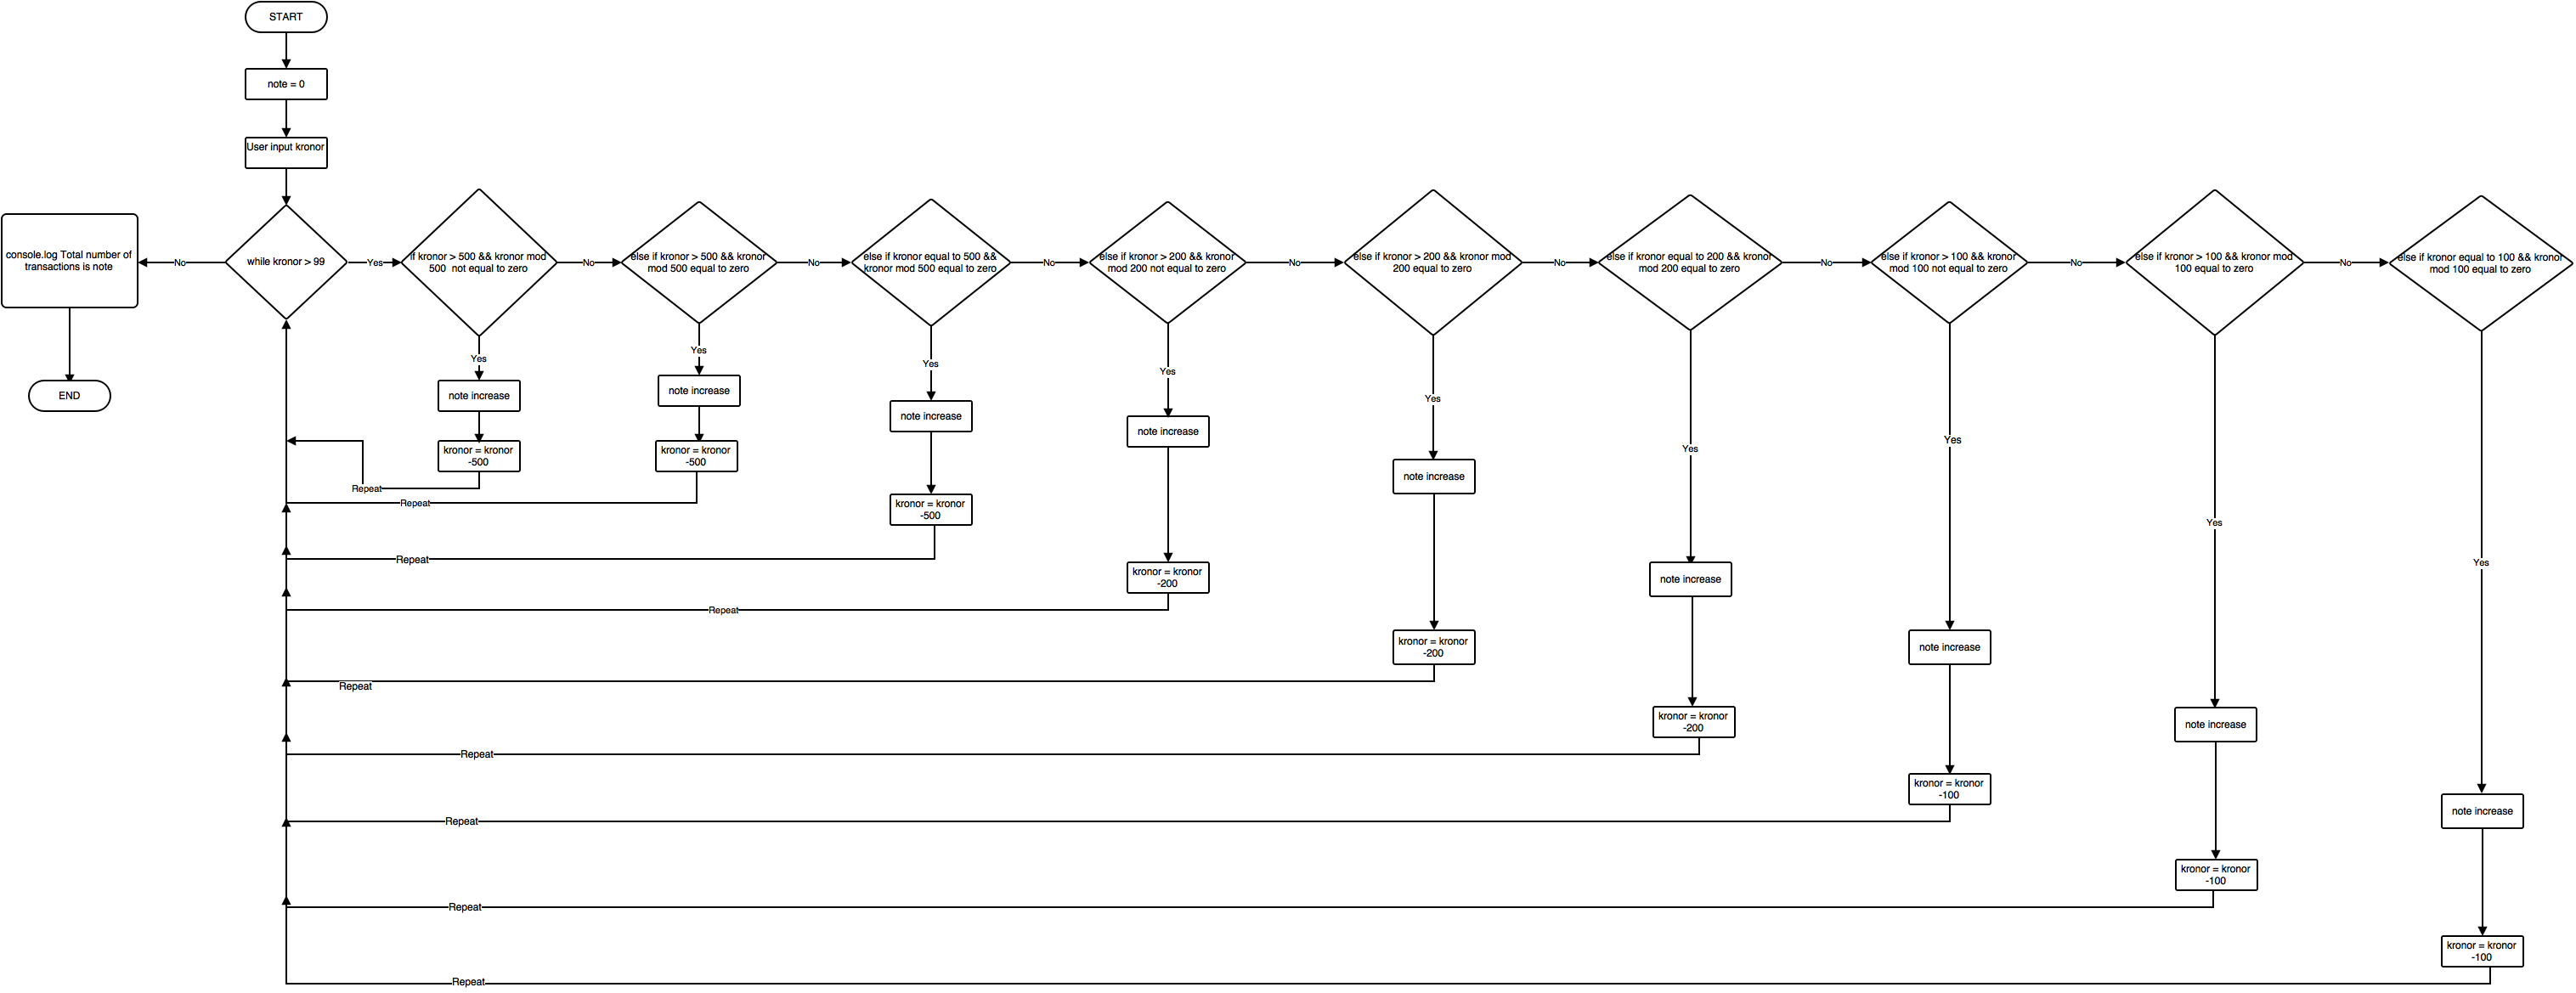 START
note = 0
User input kronor
console.log Total number of
transactions is note
No
while kronor > 99
Yes
if kronor > 500 && kronor mod
500 not equal to zero
No
else if kronor > 500 && kronor
mod 500 equal to zero
No
else if kronor equal to 500 &&
kronor mod 500 equal to zero
No
else if kronor > 200 && kronor
mod 200 not equal to zero
No
else if kronor > 200 && kronor mod
200 equal to zero
No
else if kronor equal to 200 && kronor
mod 200 equal to zero
No
else if kronor > 100 && kronor
mod 100 not equal to zero
No
else if kronor > 100 && kronor mod
100 equal to zero
No
else if kronor equal to 100 && kronor
mod 100 equal to zero
END
Yes
note increase
kronor = kronor
-500
Repeat
Yes
note increase
kronor = kronor
-500
Repeat
Yes
note increase
kronor = kronor
-500
Repeat
Yes
note increase
kronor = kronor
-200
Repeat
Yes
note increase
kronor = kronor
-200
Repeat
Yes
note increase
kronor = kronor
-200
Repeat
Yes
note increase
kronor = kronor
-100
Repeat
Yes
note increase
kronor = kronor
-100
Repeat
Yes
note increase
kronor = kronor
-100
Repeat